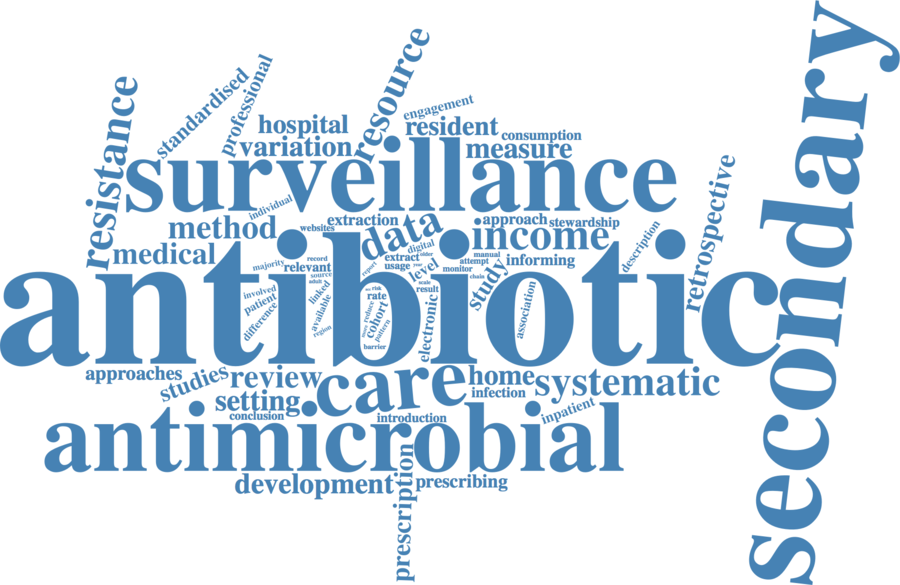 secondary
resource
professional
standardised
resistance
engagement
hospital
resident
consumption
variation
measure
surveillance
retrospective
individual
extraction
approach
stewardship
method
websites
data
income
description
digital
medical
record
extract
older
manual
informing
majority
relevant
report
usage
level
attempt
monitor
study
source
adult
chain
antibiotic
involved
linked
risk
rate
scale
result
association
patient
available
reduce
cohort
electronic
difference
region
pattern
barrier
approaches
studies
review
care
home
systematic
setting
infection
conclusion
introduction
inpatient
antimicrobial
development
prescription
prescribing